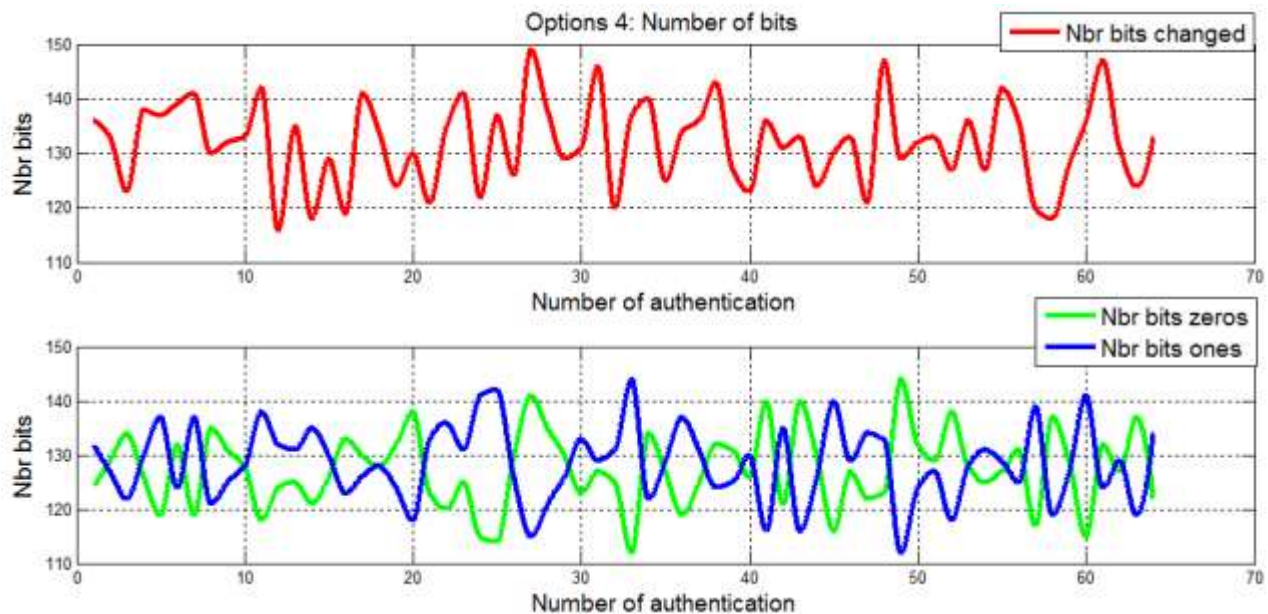 Options 4: Number of bits
Nbr bits changed
Nbr bits
150
140
130
120
110
0 10 20 30 40 50 60 70
Number of authentication
Nbr bits zeros
Nbr bits ones
Nbr bits
150
140
130
120
110
0 10 20 30 40 50 60 70
Number of authentication